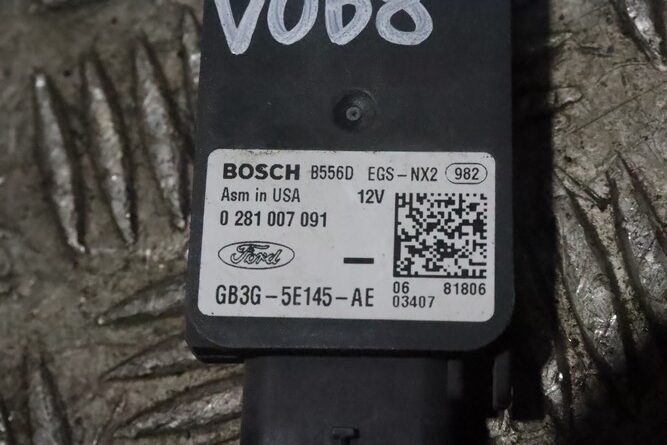 V0D8
BOSCH B556D EGS-NX2 982
Asm in USA 12V
0 281 007 091
Ford
GB3G-5E145-AE
06 81806
03407